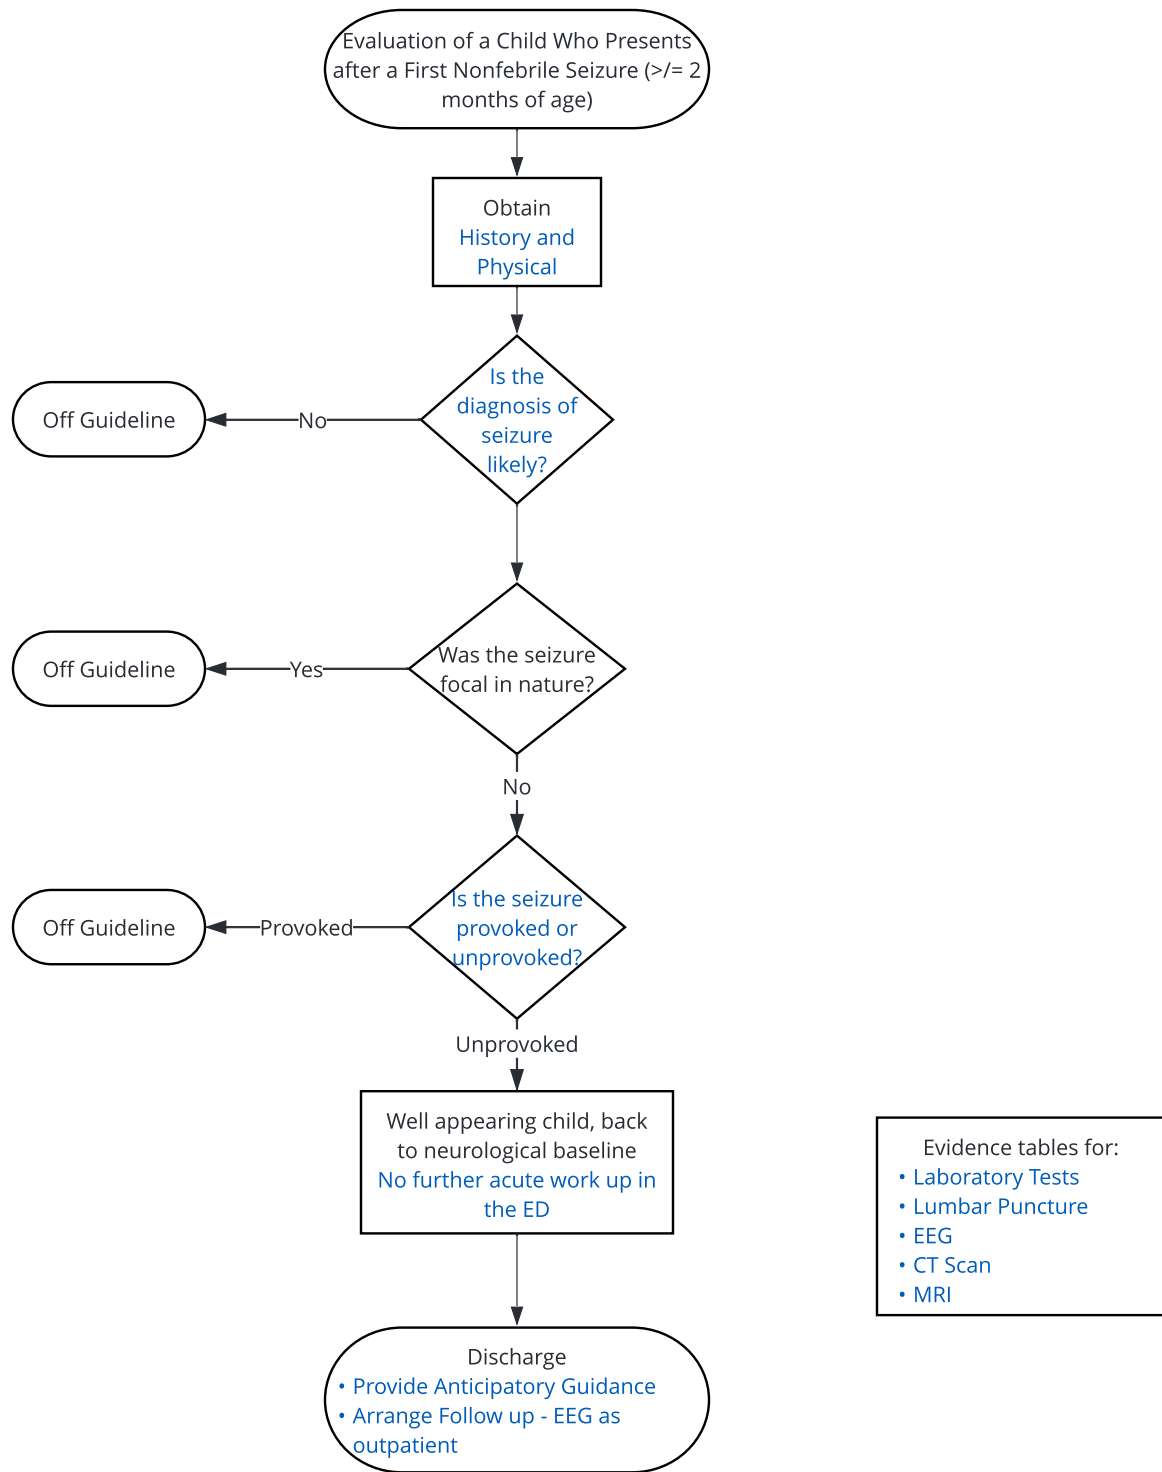 Evaluation of a Child Who Presents
after a First Nonfebrile Seizure (>/= 2
months of age)
Obtain
History and
Physical
Is the
diagnosis of
seizure
likely?
No
Off Guideline
Was the seizure
focal in nature?
Yes
Off Guideline
No
Is the seizure
provoked or
unprovoked?
Provoked
Off Guideline
Unprovoked
Well appearing child, back
to neurological baseline
No further acute work up in
the ED
Evidence tables for:
• Laboratory Tests
• Lumbar Puncture
• EEG
• CT Scan
• MRI
Discharge
• Provide Anticipatory Guidance
• Arrange Follow up - EEG as
outpatient